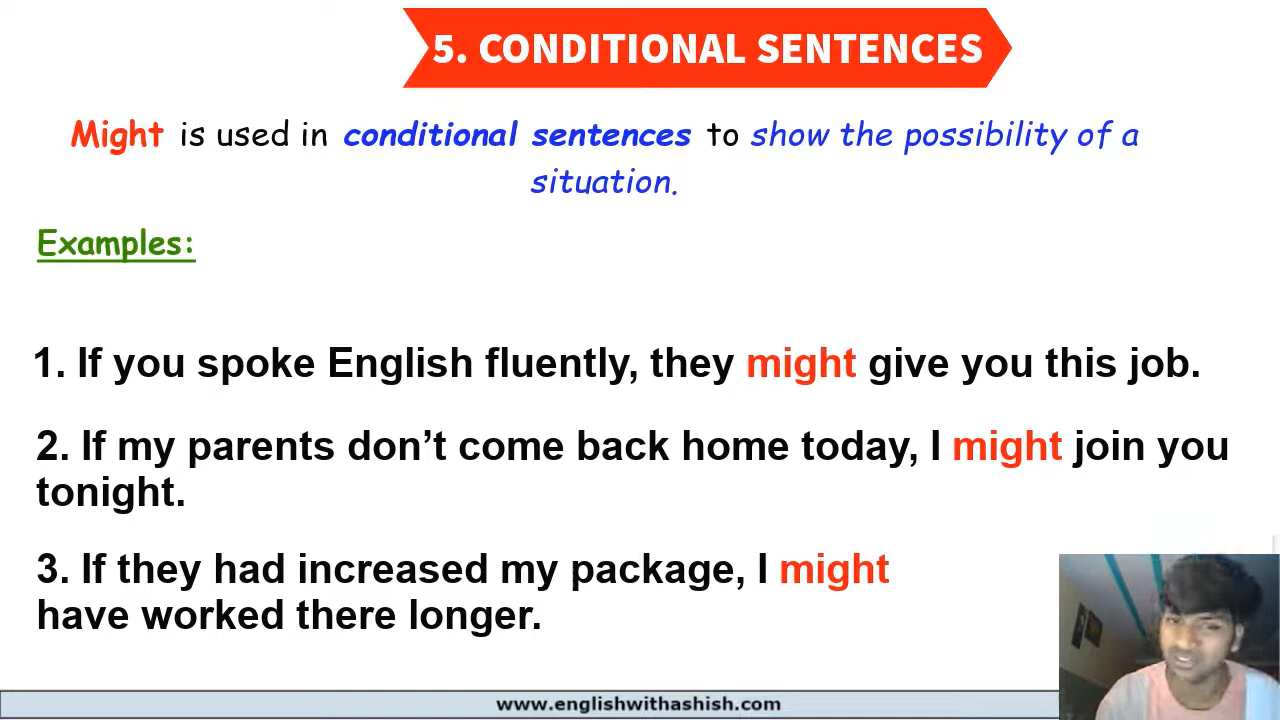 5. CONDITIONAL SENTENCES
Might is used in conditional sentences to show the possibility of a
situation.
Examples:
1. If you spoke English fluently, they might give you this job.
2. If my parents don’t come back home today, I might join you
tonight.
3. If they had increased my package, I might
have worked there longer.
www.englishwithashish.com